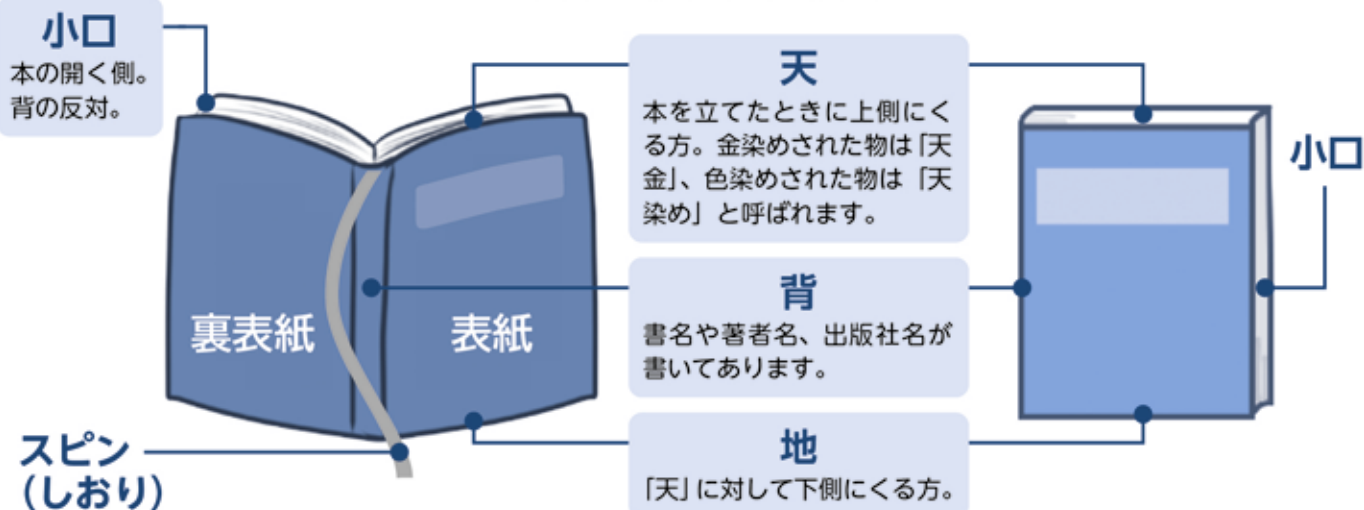 小口
本の開く側。
背の反対。
天
本を立てたときに上側にく
る方。金染めされた物は「天
金」、色染めされた物は「天
染め」と呼ばれます。
小口
背
書名や著者名、出版社名が
書いてあります。
裏表紙
表紙
地
「天」に対して下側にくる方。
スピン
(しおり)